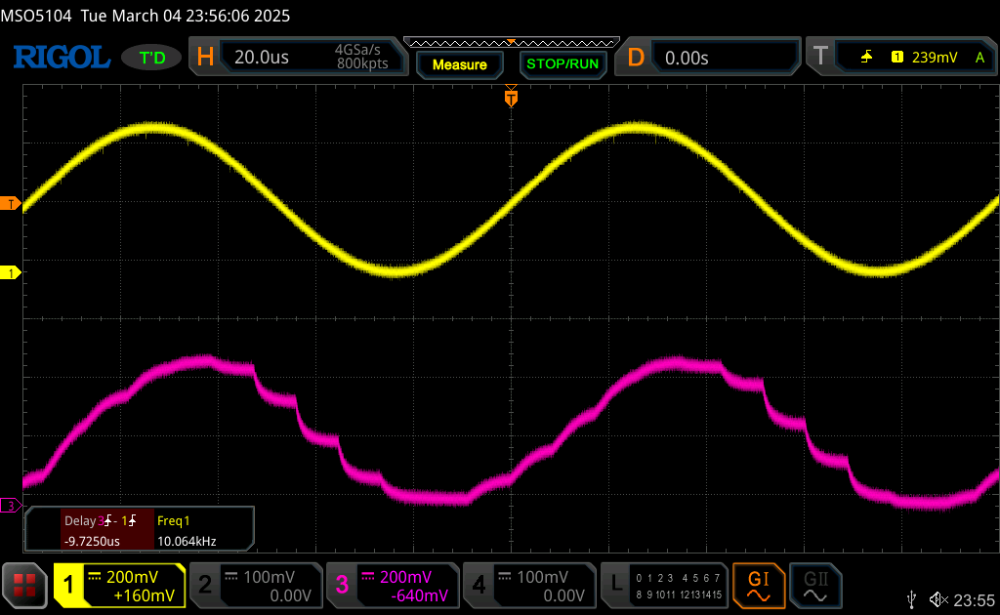 MSO5104 Tue March 04 23:56:06 2025
RIGOL T'D H 20.0us 4GSa/s 800kpts Measure STOP/RUN D 0.00s T 1 239mV A
T
T
1
3
Delay3 - 1 Freq1
-9.7250us 10.064kHz
1 200mV +160mV 2 100mV 0.00V 3 200mV -640mV 4 100mV 0.00V L 0 1 2 3 4 5 6 7 8 9 10 11 12 13 14 15 GI GII 23:55